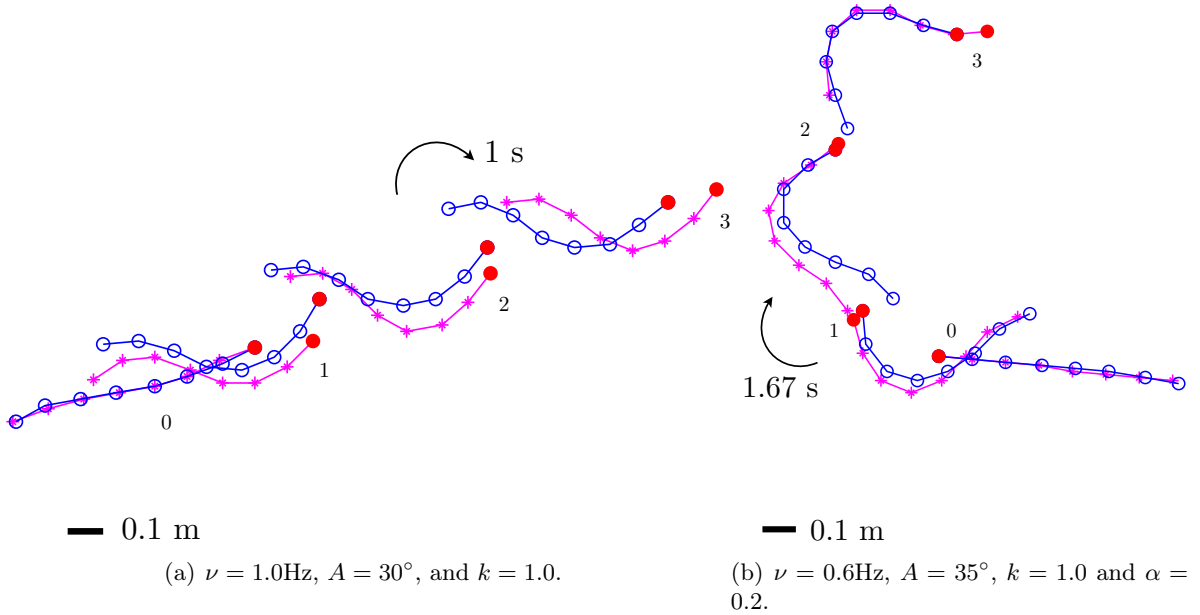 3
2
1 s
3
2
1
0
1
0
1.67 s
0.1 m
0.1 m
(a) ν = 1.0Hz, A = 30°, and k = 1.0.
(b) ν = 0.6Hz, A = 35°, k = 1.0 and α =
0.2.